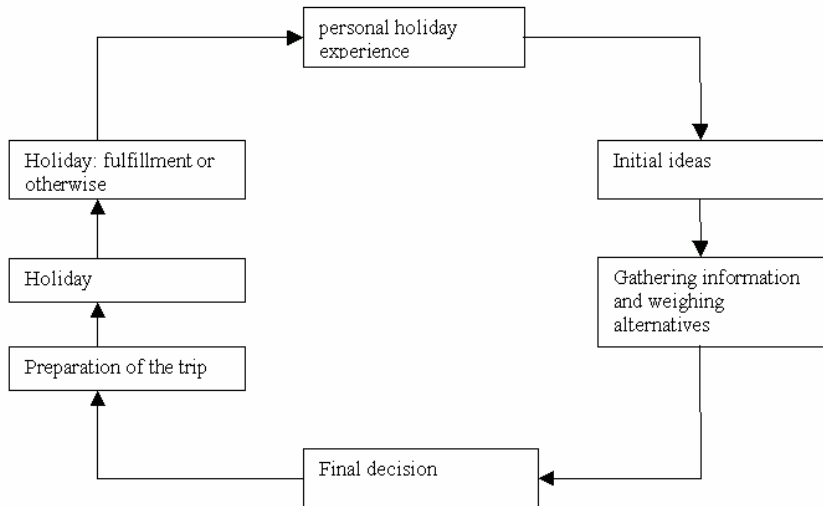 personal holiday
experience
Initial ideas
Gathering information
and weighing
alternatives
Final decision
Preparation of the trip
Holiday
Holiday: fulfillment or
otherwise